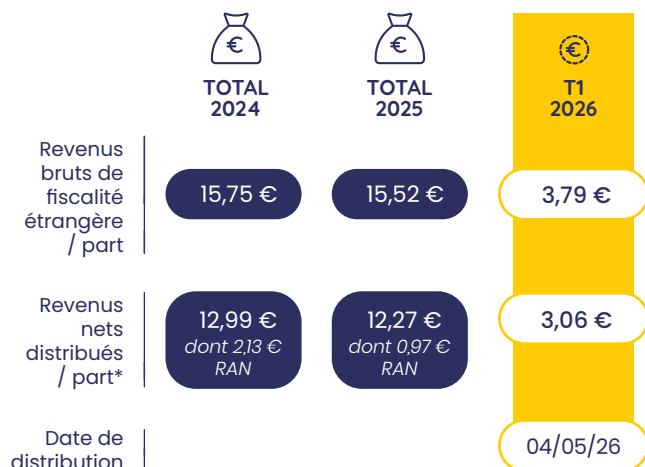 € € €
TOTAL TOTAL T1
2024 2025 2026
Revenus
bruts de
fiscalité
étrangère
/ part
15,75 € 15,52 € 3,79 €
Revenus
nets
distribués
/ part*
12,99 € 12,27 € 3,06 €
dont 2,13 € dont 0,97 €
RAN RAN
Date de
distribution
04/05/26